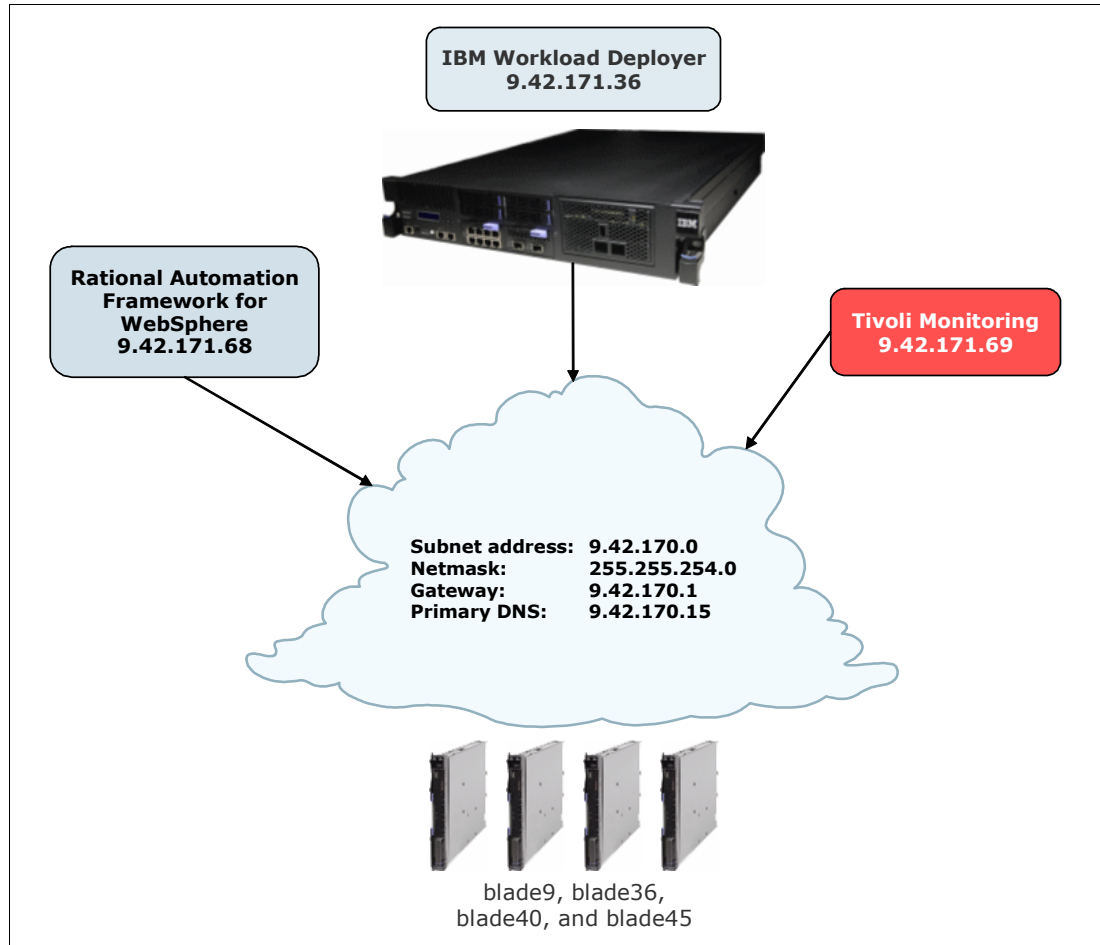 IBM Workload Deployer
9.42.171.36
IBM
Rational Automation
Framework for
WebSphere
9.42.171.68
Tivoli Monitoring
9.42.171.69
Subnet address: 9.42.170.0
Netmask: 255.255.254.0
Gateway: 9.42.170.1
Primary DNS: 9.42.170.15
blade9, blade36,
blade40, and blade45